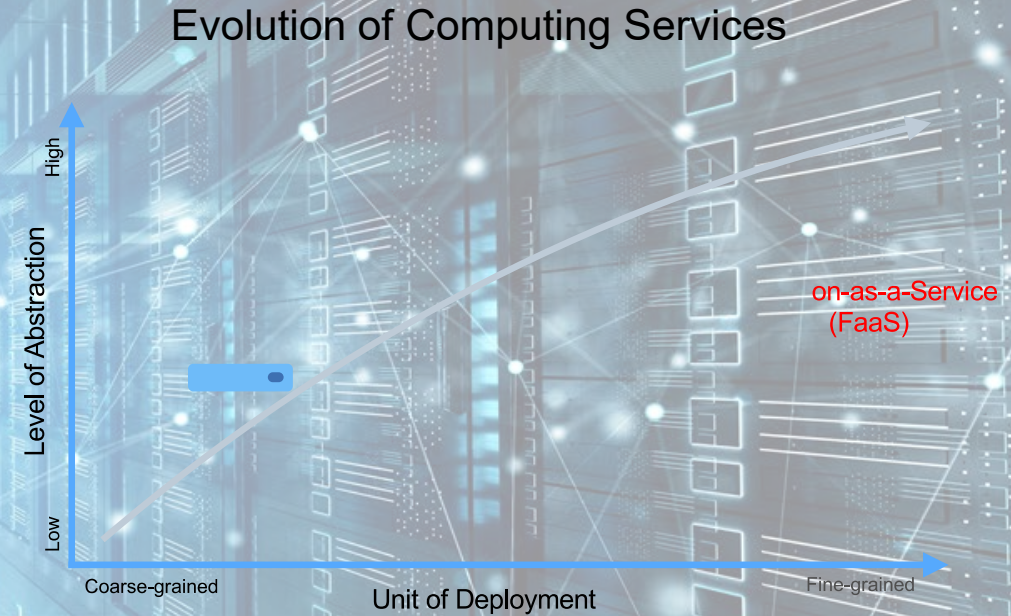 Evolution of Computing Services
High
Level of Abstraction
on-as-a-Service
(FaaS)
Low
Coarse-grained
Fine-grained
Unit of Deployment